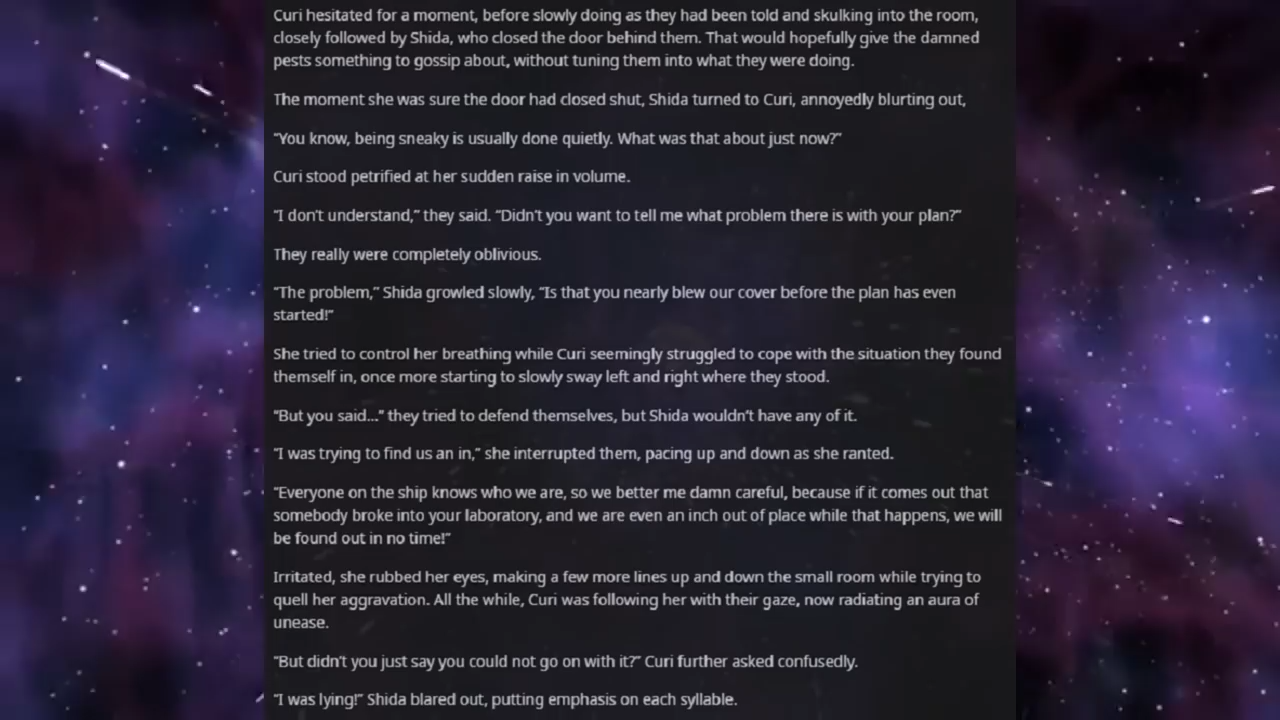 Curi hesitated for a moment, before slowly doing as they had been told and skulking into the room,
closely followed by Shida, who closed the door behind them. That would hopefully give the damned
pests something to gossip about, without tuning them into what they were doing.
The moment she was sure the door had closed shut, Shida turned to Curi, annoyedly blurting out,
“You know, being sneaky is usually done quietly. What was that about just now?”
Curi stood petrified at her sudden raise in volume.
“I don’t understand,” they said. “Didn’t you want to tell me what problem there is with your plan?”
They really were completely oblivious.
“The problem,” Shida growled slowly, “Is that you nearly blew our cover before the plan has even
started!”
She tried to control her breathing while Curi seemingly struggled to cope with the situation they found
themself in, once more starting to slowly sway left and right where they stood.
“But you said...” they tried to defend themselves, but Shida wouldn’t have any of it.
“I was trying to find us an in,” she interrupted them, pacing up and down as she ranted.
“Everyone on the ship knows who we are, so we better me damn careful, because if it comes out that
somebody broke into your laboratory, and we are even an inch out of place while that happens, we will
be found out in no time!”
Irritated, she rubbed her eyes, making a few more lines up and down the small room while trying to
quell her aggravation. All the while, Curi was following her with their gaze, now radiating an aura of
unease.
“But didn’t you just say you could not go on with it?” Curi further asked confusedly.
“I was lying!” Shida blared out, putting emphasis on each syllable.